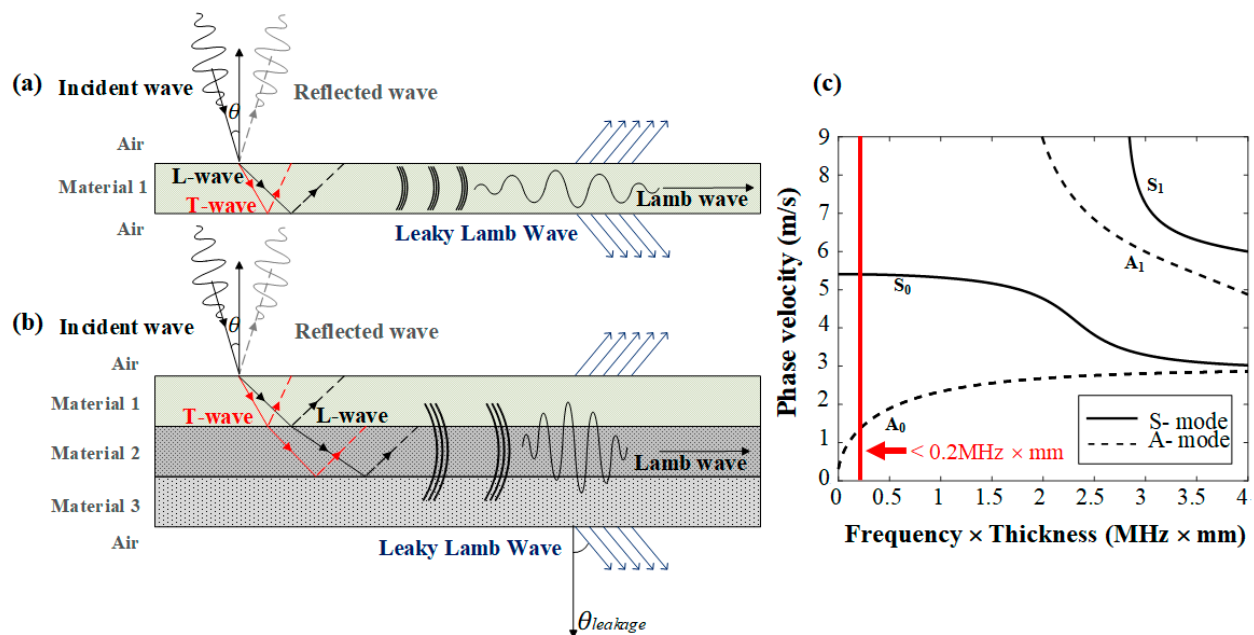 (a)
Incident wave
θ
Reflected wave
Air
Material 1
L-wave
T-wave
Lamb wave
Air
Leaky Lamb Wave
(b)
Incident wave
θ
Reflected wave
Air
Material 1
T-wave
L-wave
Material 2
Lamb wave
Material 3
Air
Leaky Lamb Wave
θleakage
(c)
Phase velocity (m/s)
9
8
7
6
5
4
3
2
1
0
S1
A1
S0
A0
< 0.2MHz × mm
S- mode
A- mode
0 0.5 1 1.5 2 2.5 3 3.5 4
Frequency × Thickness (MHz × mm)